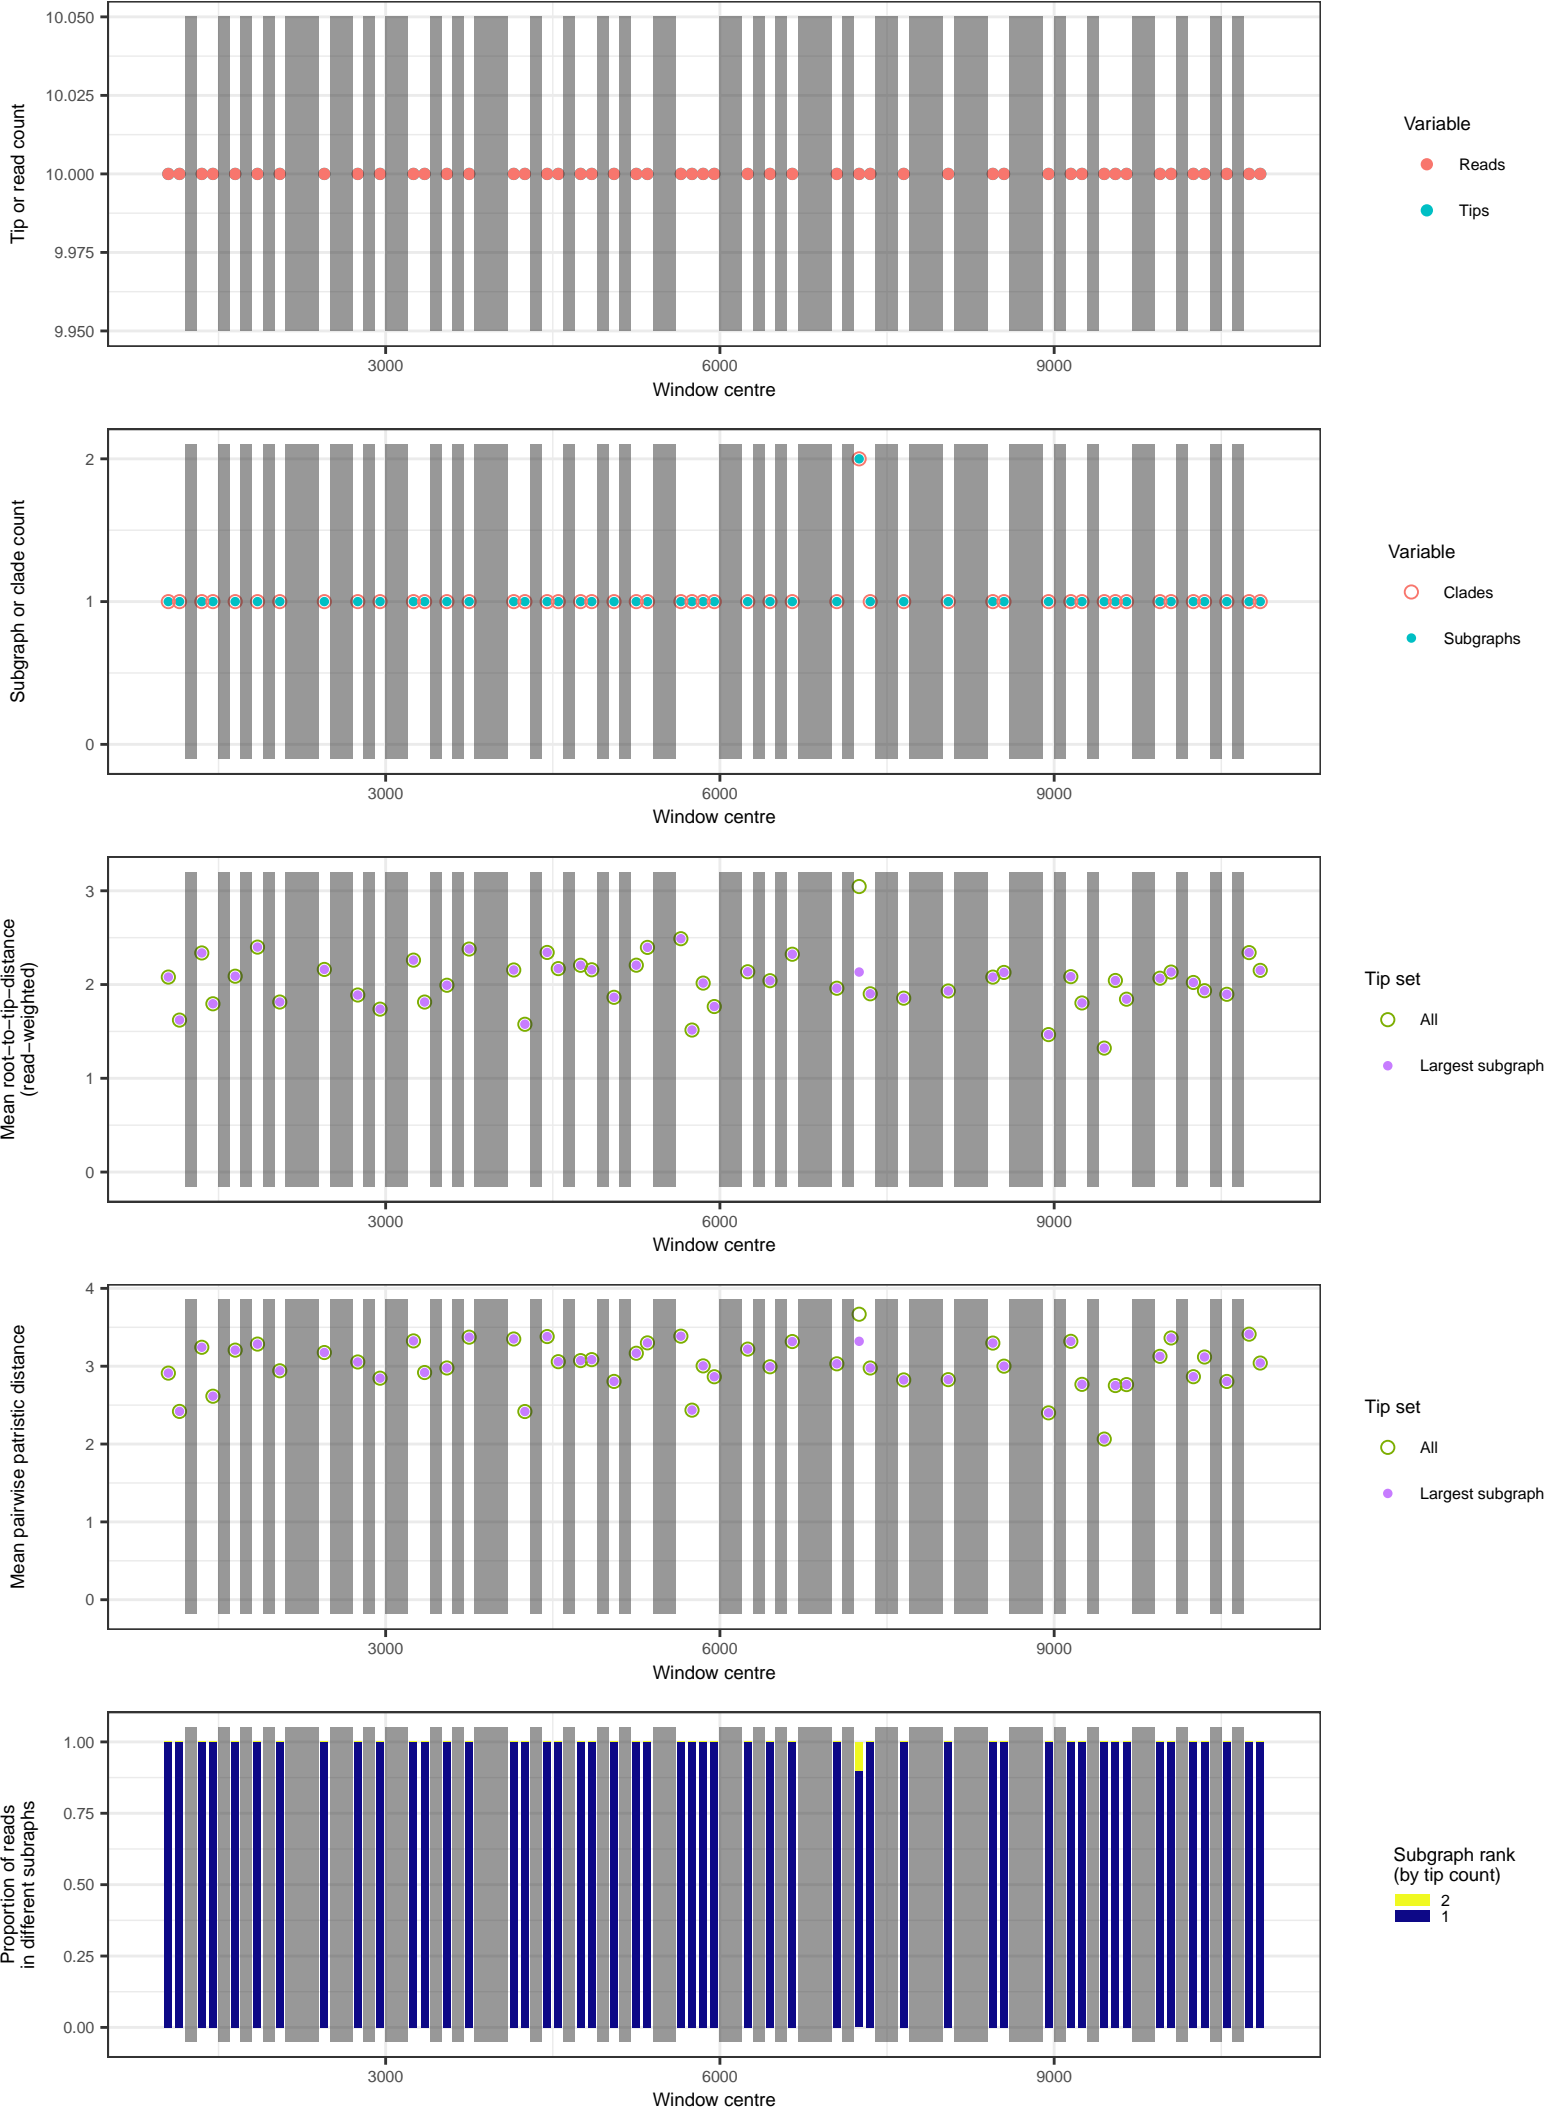 10.050
10.025
10.000
9.975
9.950
Tip or read count
3000
6000
9000
Window centre
Variable
Reads
Tips
2
1
0
Subgraph or clade count
3000
6000
9000
Window centre
Variable
Clades
Subgraphs
3
2
1
0
Mean root−to−tip−distance
(read−weighted)
3000
6000
9000
Window centre
Tip set
All
Largest subgraph
4
3
2
1
0
Mean pairwise patristic distance
3000
6000
9000
Window centre
Tip set
All
Largest subgraph
1.00
0.75
0.50
0.25
0.00
Proportion of reads
in different subraphs
3000
6000
9000
Window centre
Subgraph rank
(by tip count)
2
1